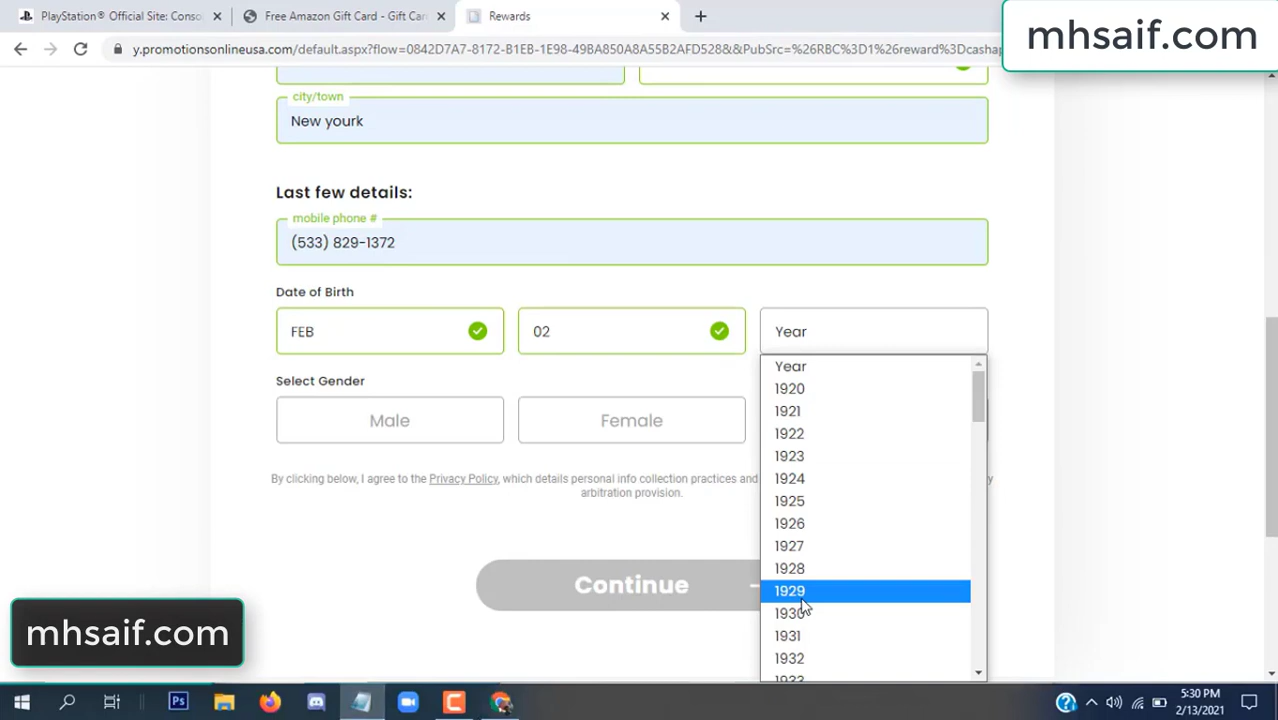 PlayStation® Official Site: Conso
Free Amazon Gift Card - Gift Car
Rewards
mhsaif.com
y.promotionsonlineusa.com/default.aspx?flow=0842D7A7-8172-B1EB-1E98-49BA850A8A55B2AFD528&&PubSrc=%26RBC%3D1%26reward%3Dcashap
city/town
New yourk
Last few details:
mobile phone #
(533) 829-1372
Date of Birth
FEB
02
Year
Select Gender
Male
Female
Year
1920
1921
1922
1923
1924
1925
1926
1927
1928
1929
1930
1931
1932
1933
By clicking below, I agree to the Privacy Policy, which details personal info collection practices and
arbitration provision.
Continue
mhsaif.com
Ps
5:30 PM
2/13/2021